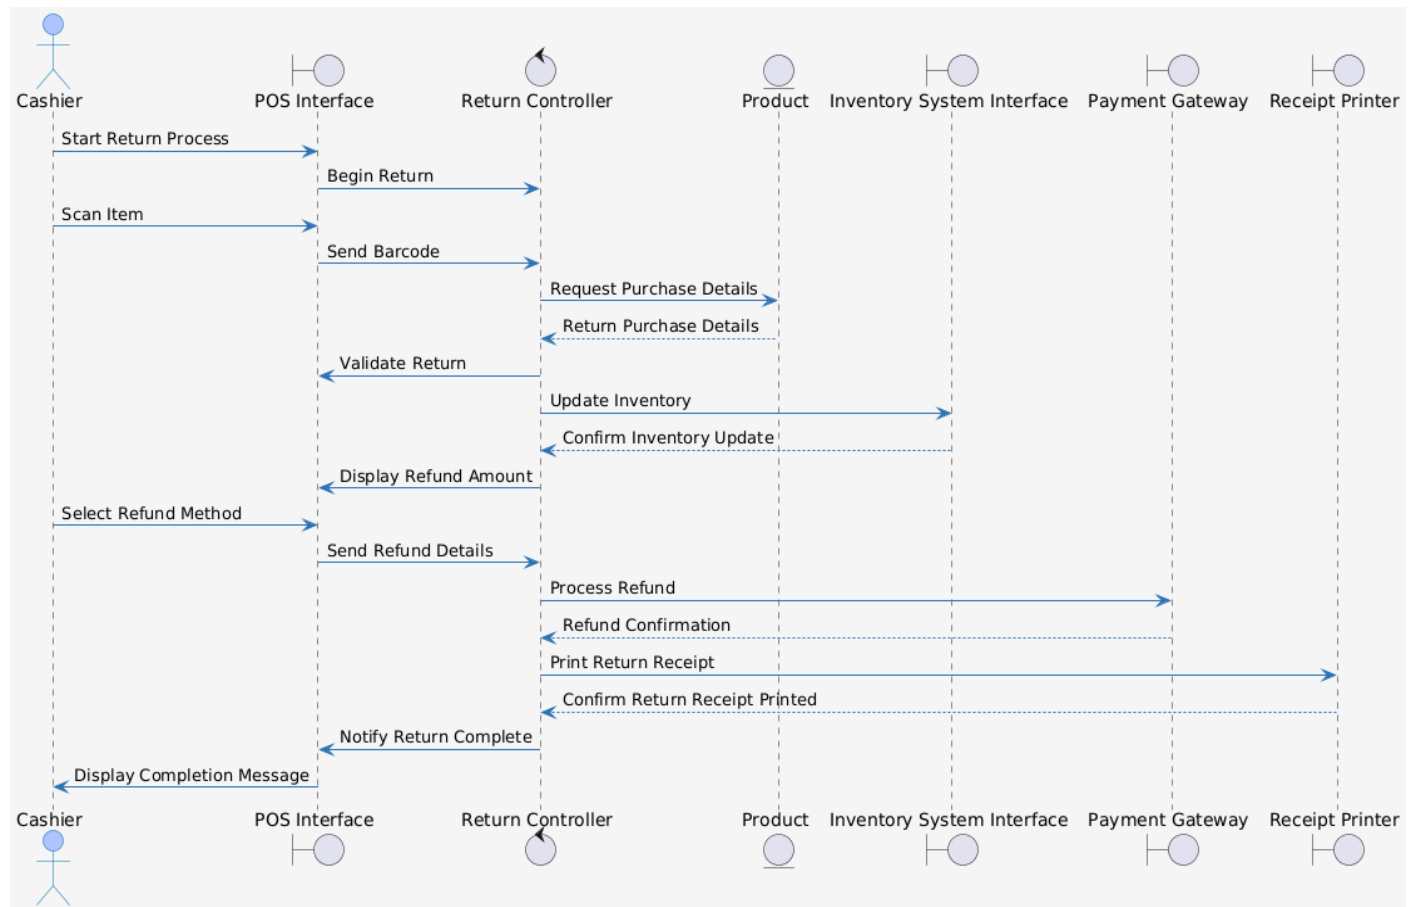 Cashier
POS Interface
Return Controller
Product
Inventory System Interface
Payment Gateway
Receipt Printer
Start Return Process
Begin Return
Scan Item
Send Barcode
Request Purchase Details
Return Purchase Details
Validate Return
Update Inventory
Confirm Inventory Update
Display Refund Amount
Select Refund Method
Send Refund Details
Process Refund
Refund Confirmation
Print Return Receipt
Confirm Return Receipt Printed
Notify Return Complete
Display Completion Message
Cashier
POS Interface
Return Controller
Product
Inventory System Interface
Payment Gateway
Receipt Printer